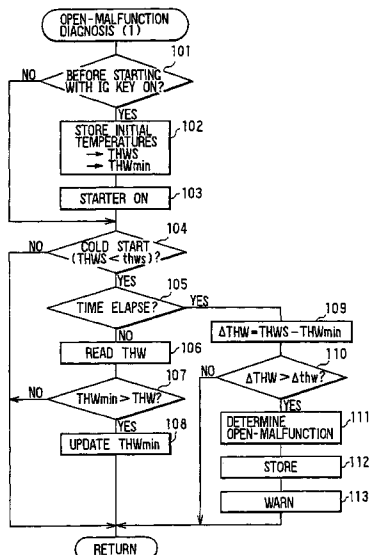 OPEN-MALFUNCTION
DIAGNOSIS (1)
101
NO
BEFORE STARTING
WITH IG KEY ON?
YES
102
STORE INITIAL
TEMPERATURES
→ THWS
→ THWmin
103
STARTER ON
104
NO
COLD START
(THWS < thws)?
105
YES
TIME ELAPSE?
YES
109
ΔTHW=THWS-THWmin
NO
106
READ THW
110
107
NO
ΔTHW > Δthw?
NO
THWmin > THW?
YES
111
DETERMINE
OPEN-MALFUNCTION
YES
108
UPDATE THWmin
112
STORE
113
WARN
RETURN